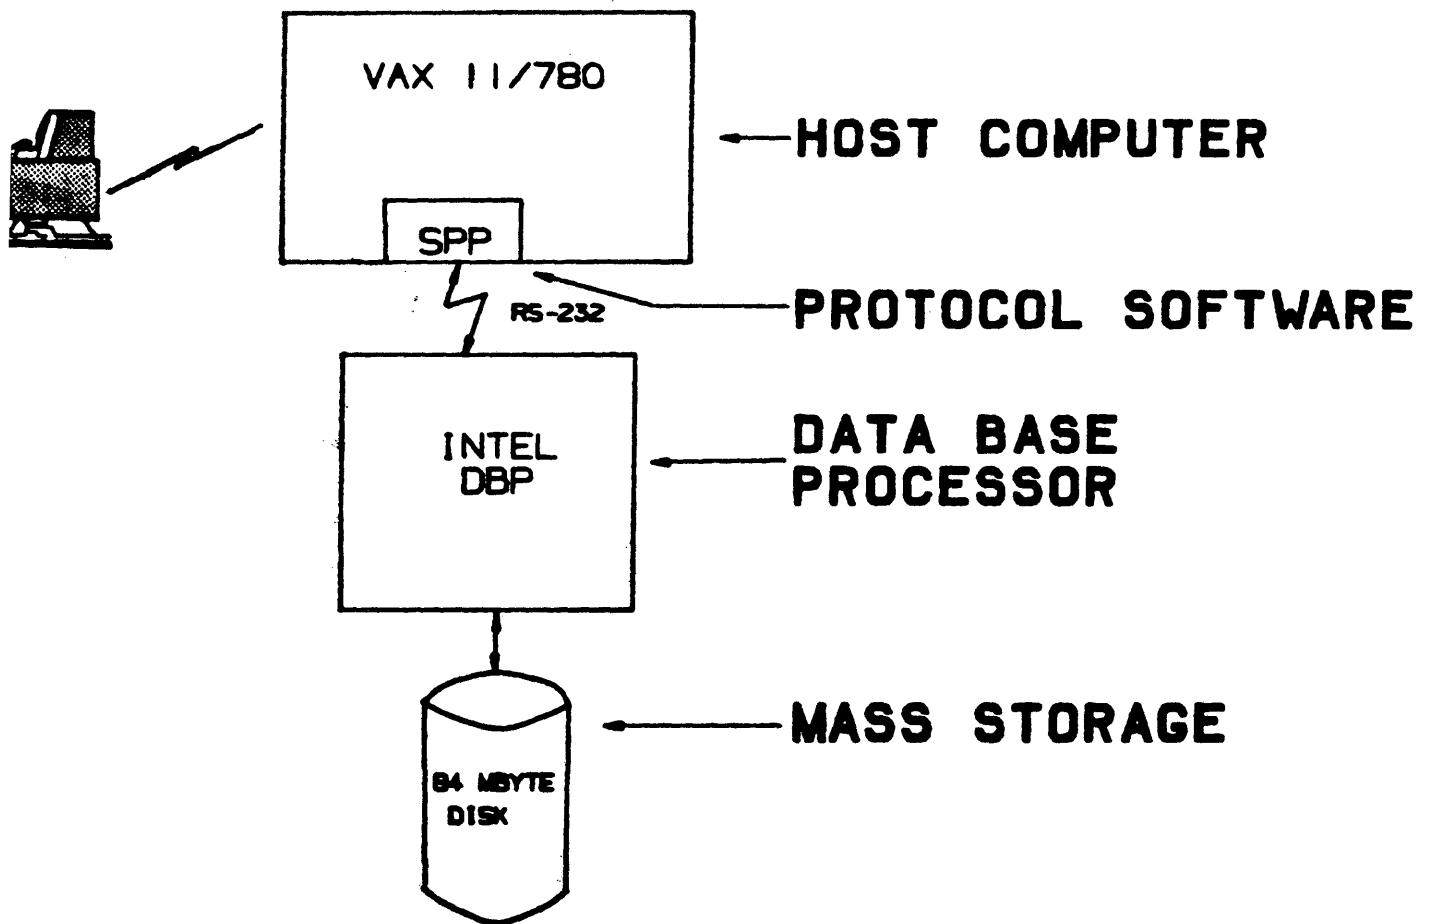 VAX 11/780
HOST COMPUTER
SPP
RS-232
PROTOCOL SOFTWARE
INTEL
DBP
DATA BASE
PROCESSOR
MASS STORAGE
84 MBYTE
DISK